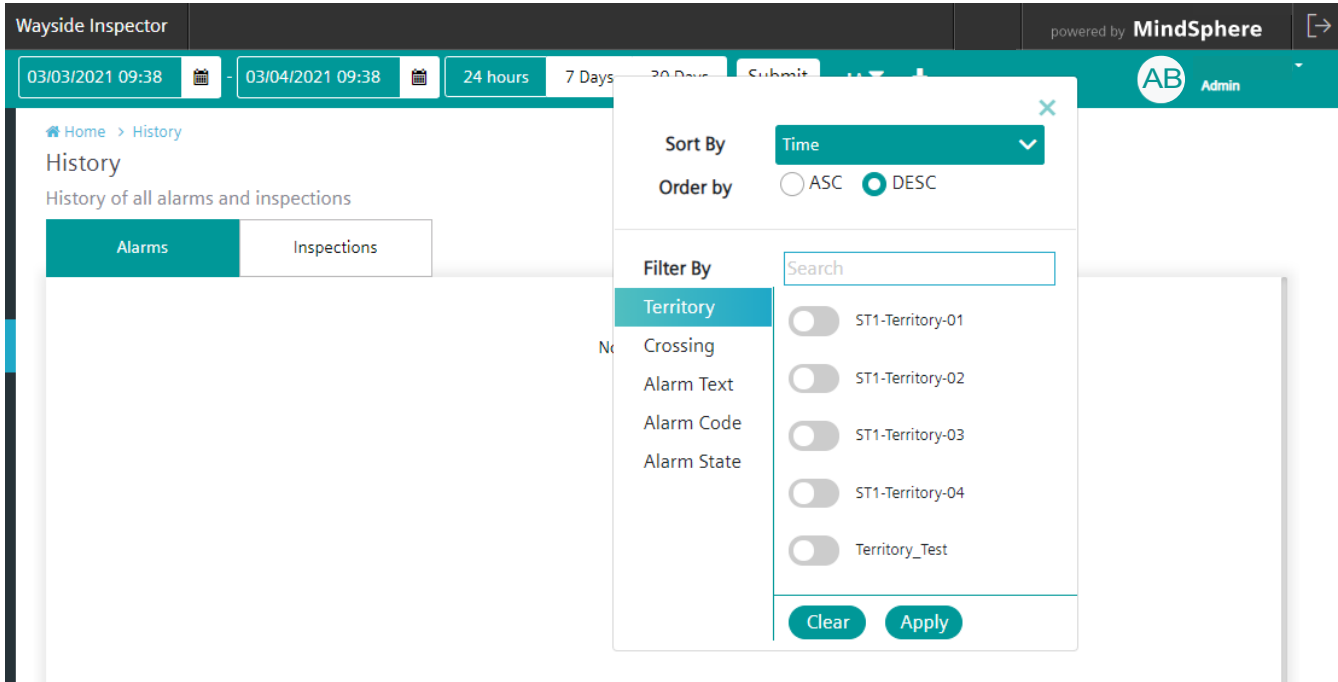 Wayside Inspector
powered by MindSphere
03/03/2021 09:38 - 03/04/2021 09:38 24 hours 7 Days 30 Days Submit
AB Admin
Home > History
History
History of all alarms and inspections
Alarms Inspections
Sort By Time
Order by ASC DESC
Filter By Search
Territory ST1-Territory-01
Crossing
Alarm Text ST1-Territory-02
Alarm Code ST1-Territory-03
Alarm State
ST1-Territory-04
Territory_Test
Clear Apply